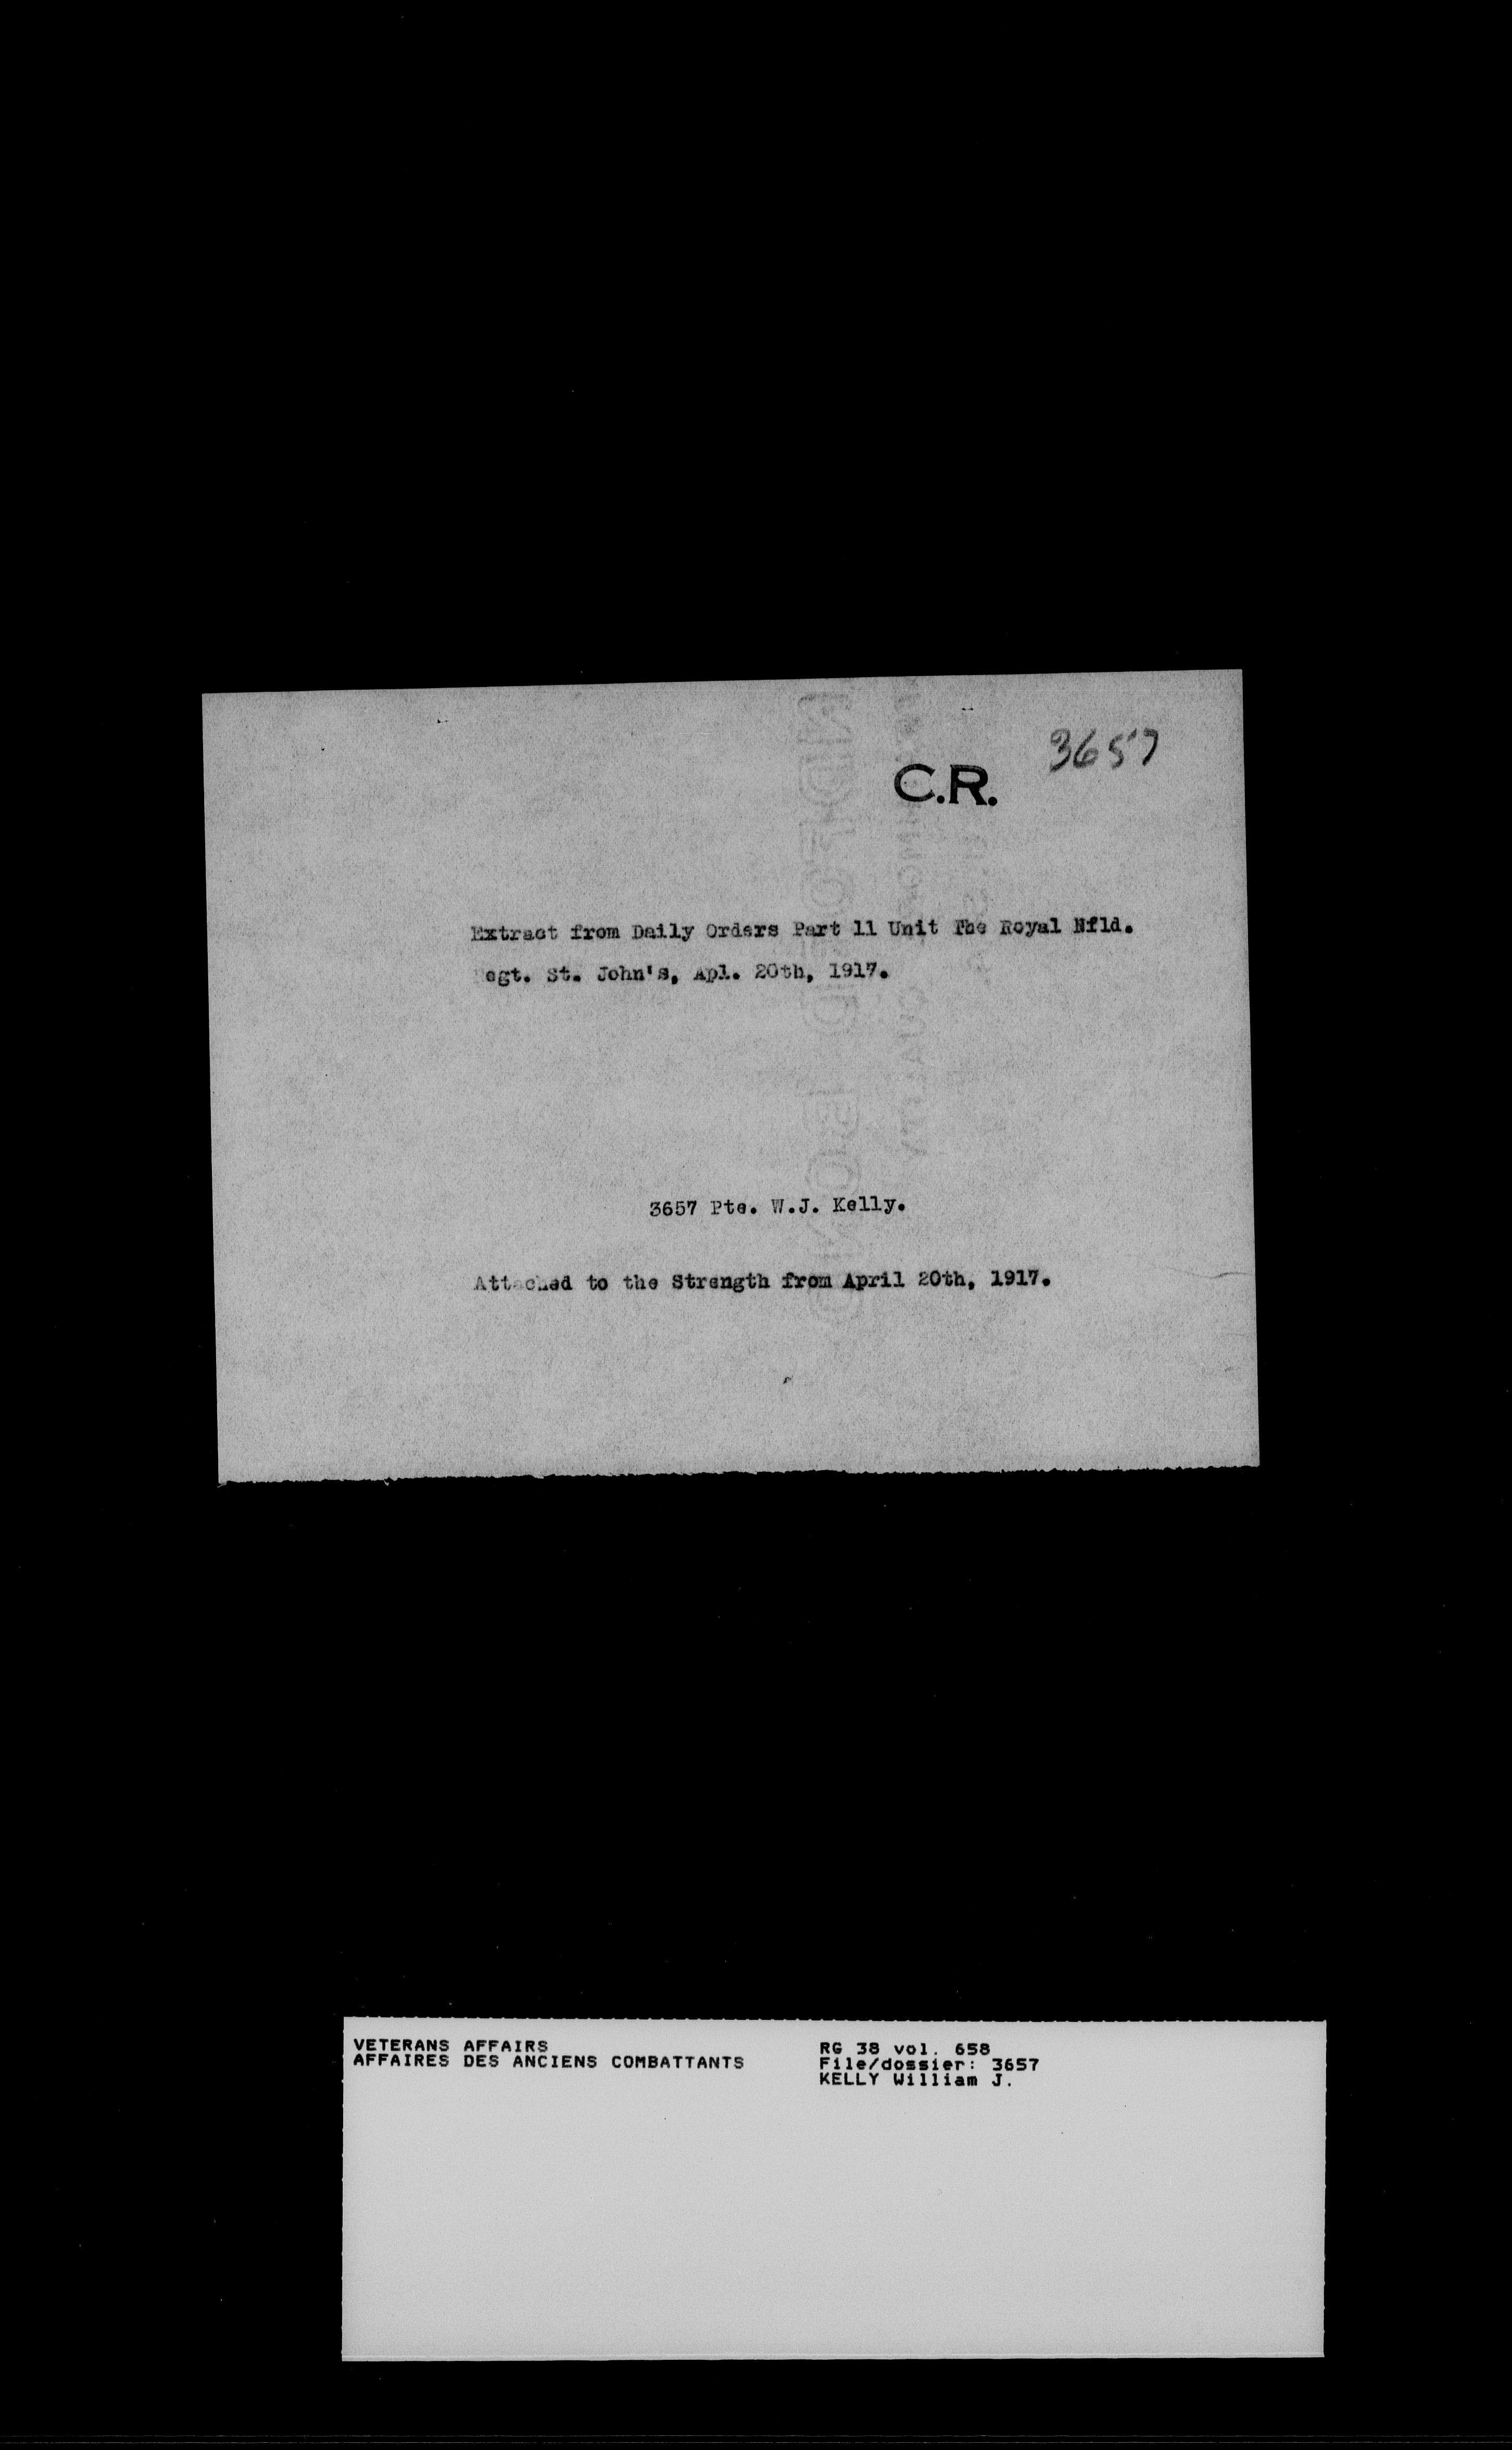 3657
C.R.
Extract from Daily Orders Part 11 Unit The Royal Nfld.
Regt. St. John's, Apl. 20th, 1917.
3657 Pte. W.J. Kelly.
Attached to the Strength from April 20th, 1917.
VETERANS AFFAIRS
AFFAIRES DES ANCIENS COMBATTANTS
RG 38 vol. 658
File/dossier: 3657
KELLY William J.